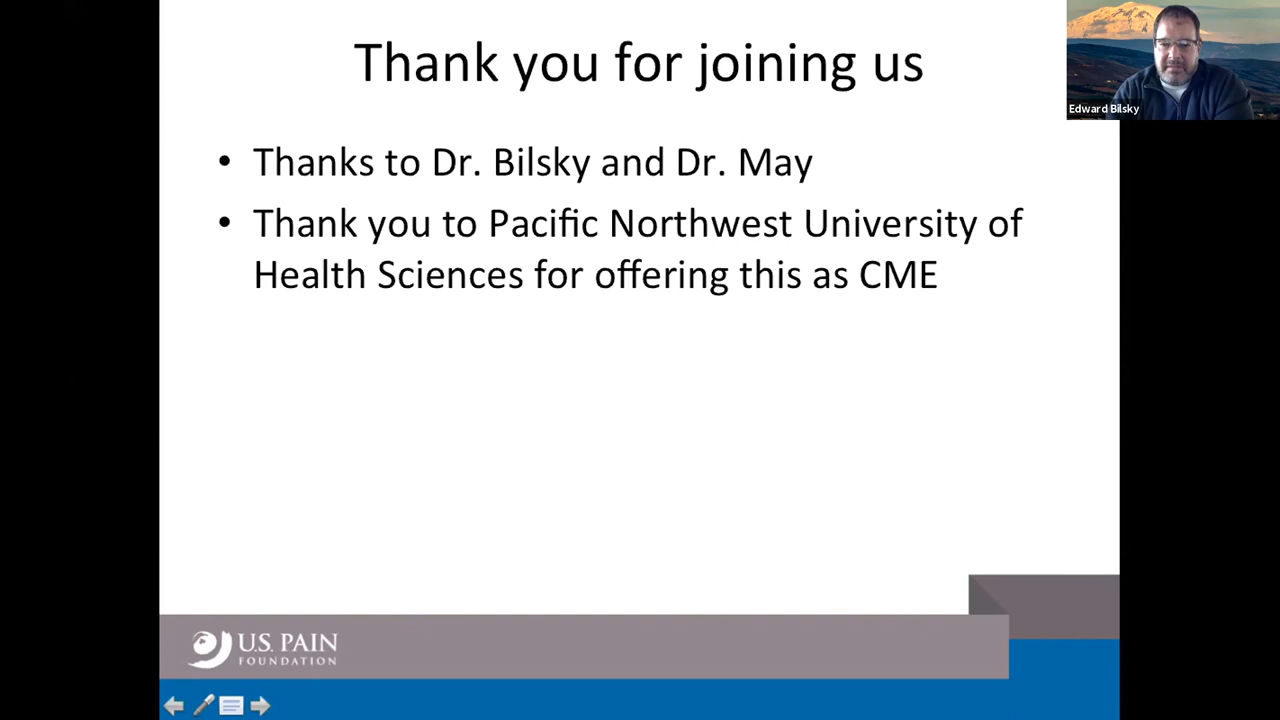 Thank you for joining us
Edward Bilsky
• Thanks to Dr. Bilsky and Dr. May
• Thank you to Pacific Northwest University of
Health Sciences for offering this as CME
U.S. PAIN
FOUNDATION